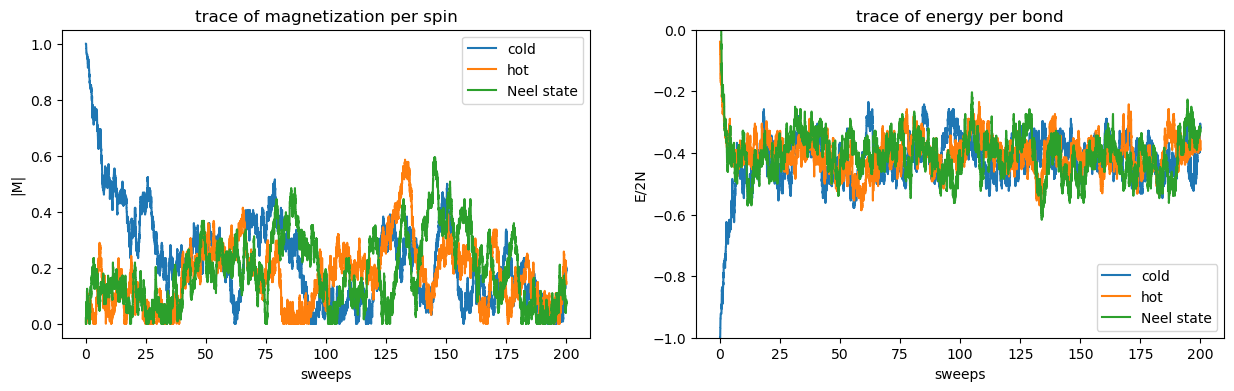 trace of magnetization per spin
1.0
0.8
0.6
0.4
0.2
0.0
|M|
cold
hot
Neel state
0
25
50
75
100
125
150
175
200
sweeps
trace of energy per bond
0.0
−0.2
−0.4
−0.6
−0.8
−1.0
E/2N
cold
hot
Neel state
0
25
50
75
100
125
150
175
200
sweeps